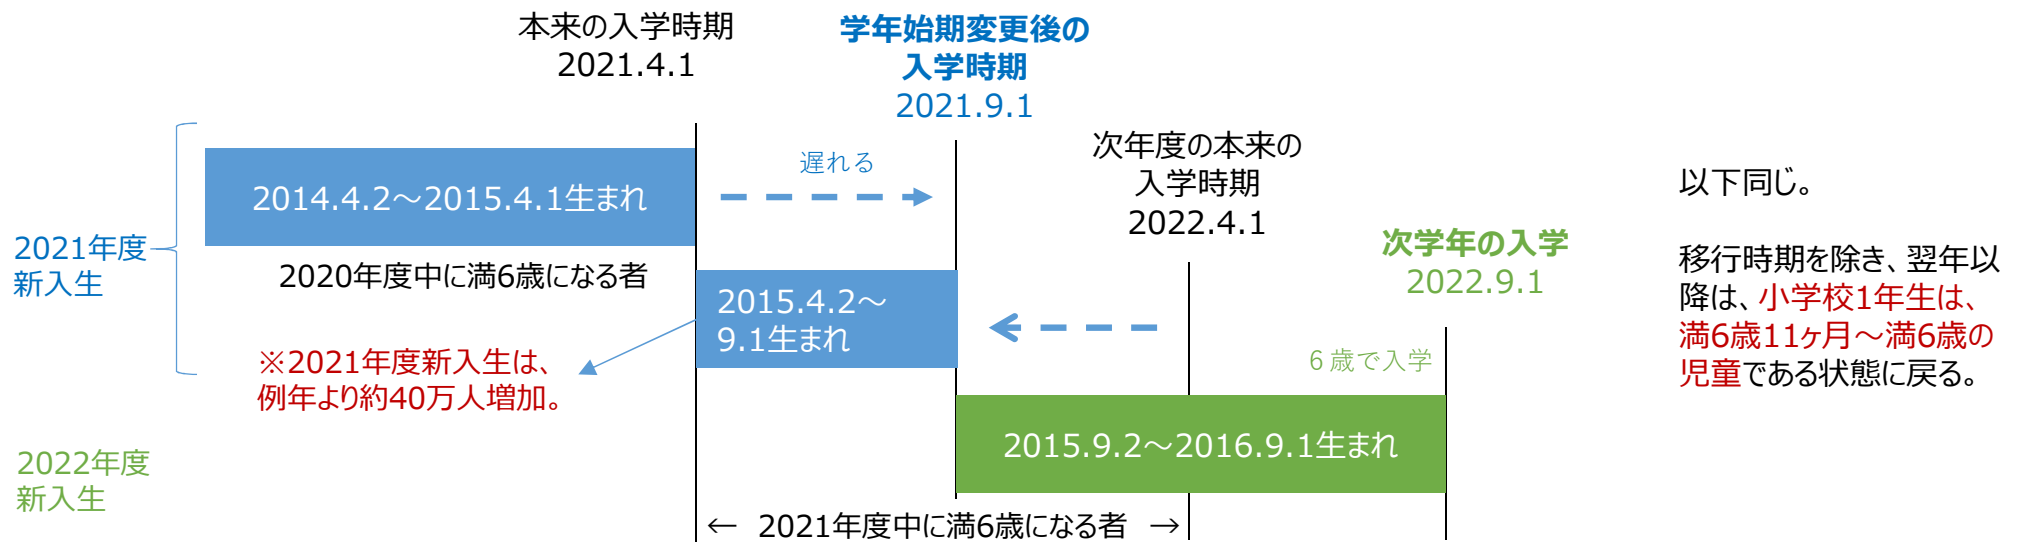 本来の入学時期
2021.4.1
学年始期変更後の
入学時期
2021.9.1
次年度の本来の
入学時期
2022.4.1
次学年の入学
2022.9.1
遅れる
2014.4.2～2015.4.1生まれ
2021年度
新入生
2020年度中に満6歳になる者
2015.4.2～
9.1生まれ
※2021年度新入生は、
例年より約40万人増加。
６歳で入学
2015.9.2～2016.9.1生まれ
2022年度
新入生
← 2021年度中に満6歳になる者 →
以下同じ。
移行時期を除き、翌年以
降は、小学校1年生は、
満6歳11ヶ月～満6歳の
児童である状態に戻る。